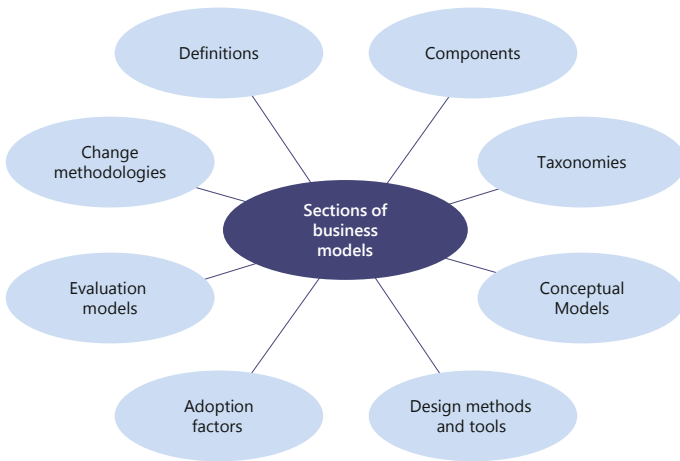 Definitions
Components
Change
methodologies
Taxonomies
Sections of
business
models
Evaluation
models
Conceptual
Models
Adoption
factors
Design methods
and tools